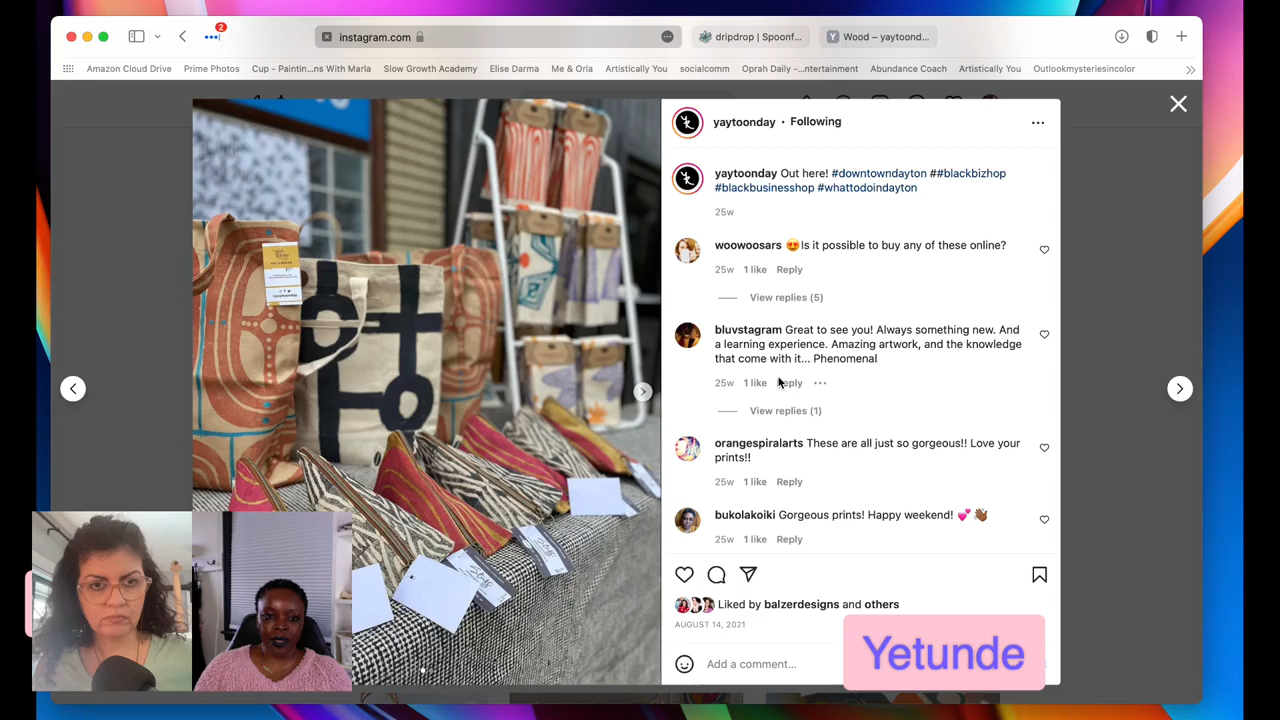 2
instagram.com
dripdrop | Spoonf...
Wood – yaytoond...
Amazon Cloud Drive
Prime Photos
Cup - Paintin...ns With Marla
Slow Growth Academy
Elise Darma
Me & Orla
Artistically You
socialcomm
Oprah Daily -...ntertainment
Abundance Coach
Artistically You
Outlookmysteriesincolor
yaytoonday • Following
yaytoonday Out here! #downtowndayton ##blackbizhop
#blackbusinesshop #whattodoindayton
25w
woowoosars 😍Is it possible to buy any of these online?
25w 1 like Reply
View replies (5)
bluvstagram Great to see you! Always something new. And
a learning experience. Amazing artwork, and the knowledge
that come with it... Phenomenal
25w 1 like Reply
View replies (1)
orangespiralarts These are all just so gorgeous!! Love your
prints!!
25w 1 like Reply
bukolakoiki Gorgeous prints! Happy weekend! 💕👋🏾
25w 1 like Reply
Liked by balzerdesigns and others
AUGUST 14, 2021
Add a comment...
Yetunde